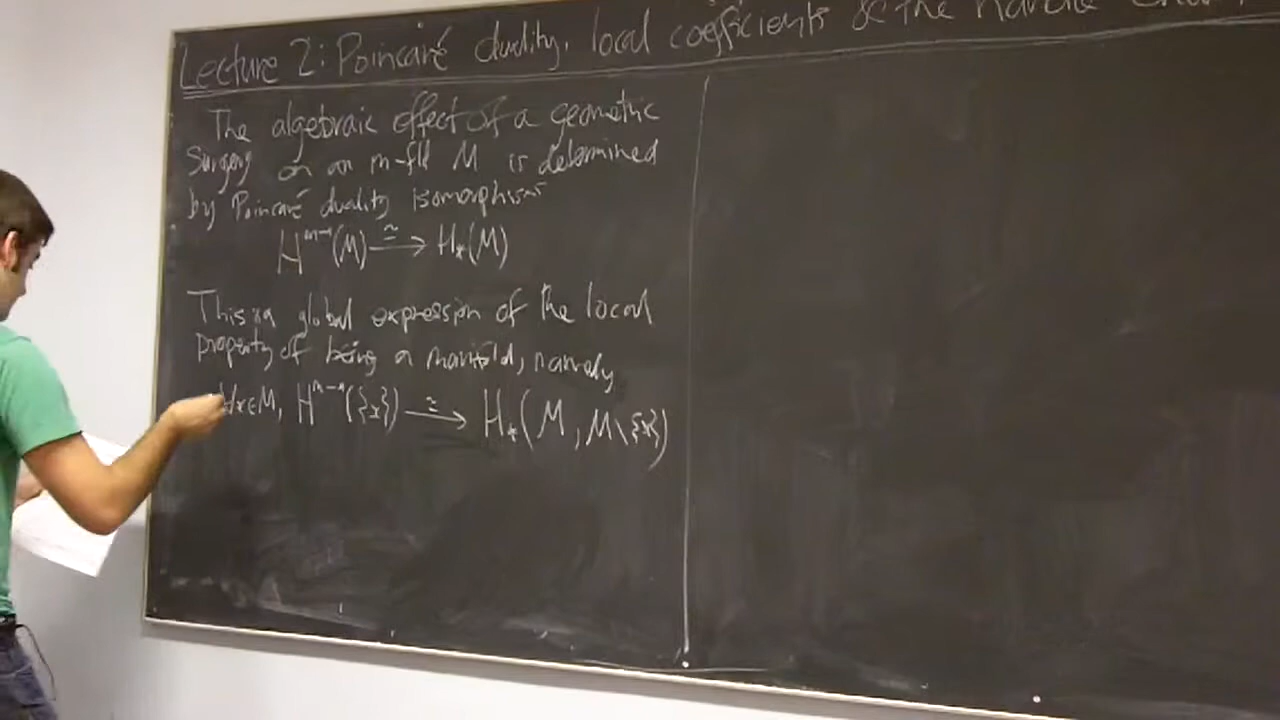 Lecture 2: Poincaré duality, local coefficients & the
The algebraic effect of a geometric
surgery on an m-fld M is determined
by Poincaré duality isomorphisms
H^{m-*}(M) ≅→ H_*(M)
This is a global expression of the local
property of being a manifold, namely
∀x∈M, H^{m-*}({x}) ≅→ H_*(M, M\{x})